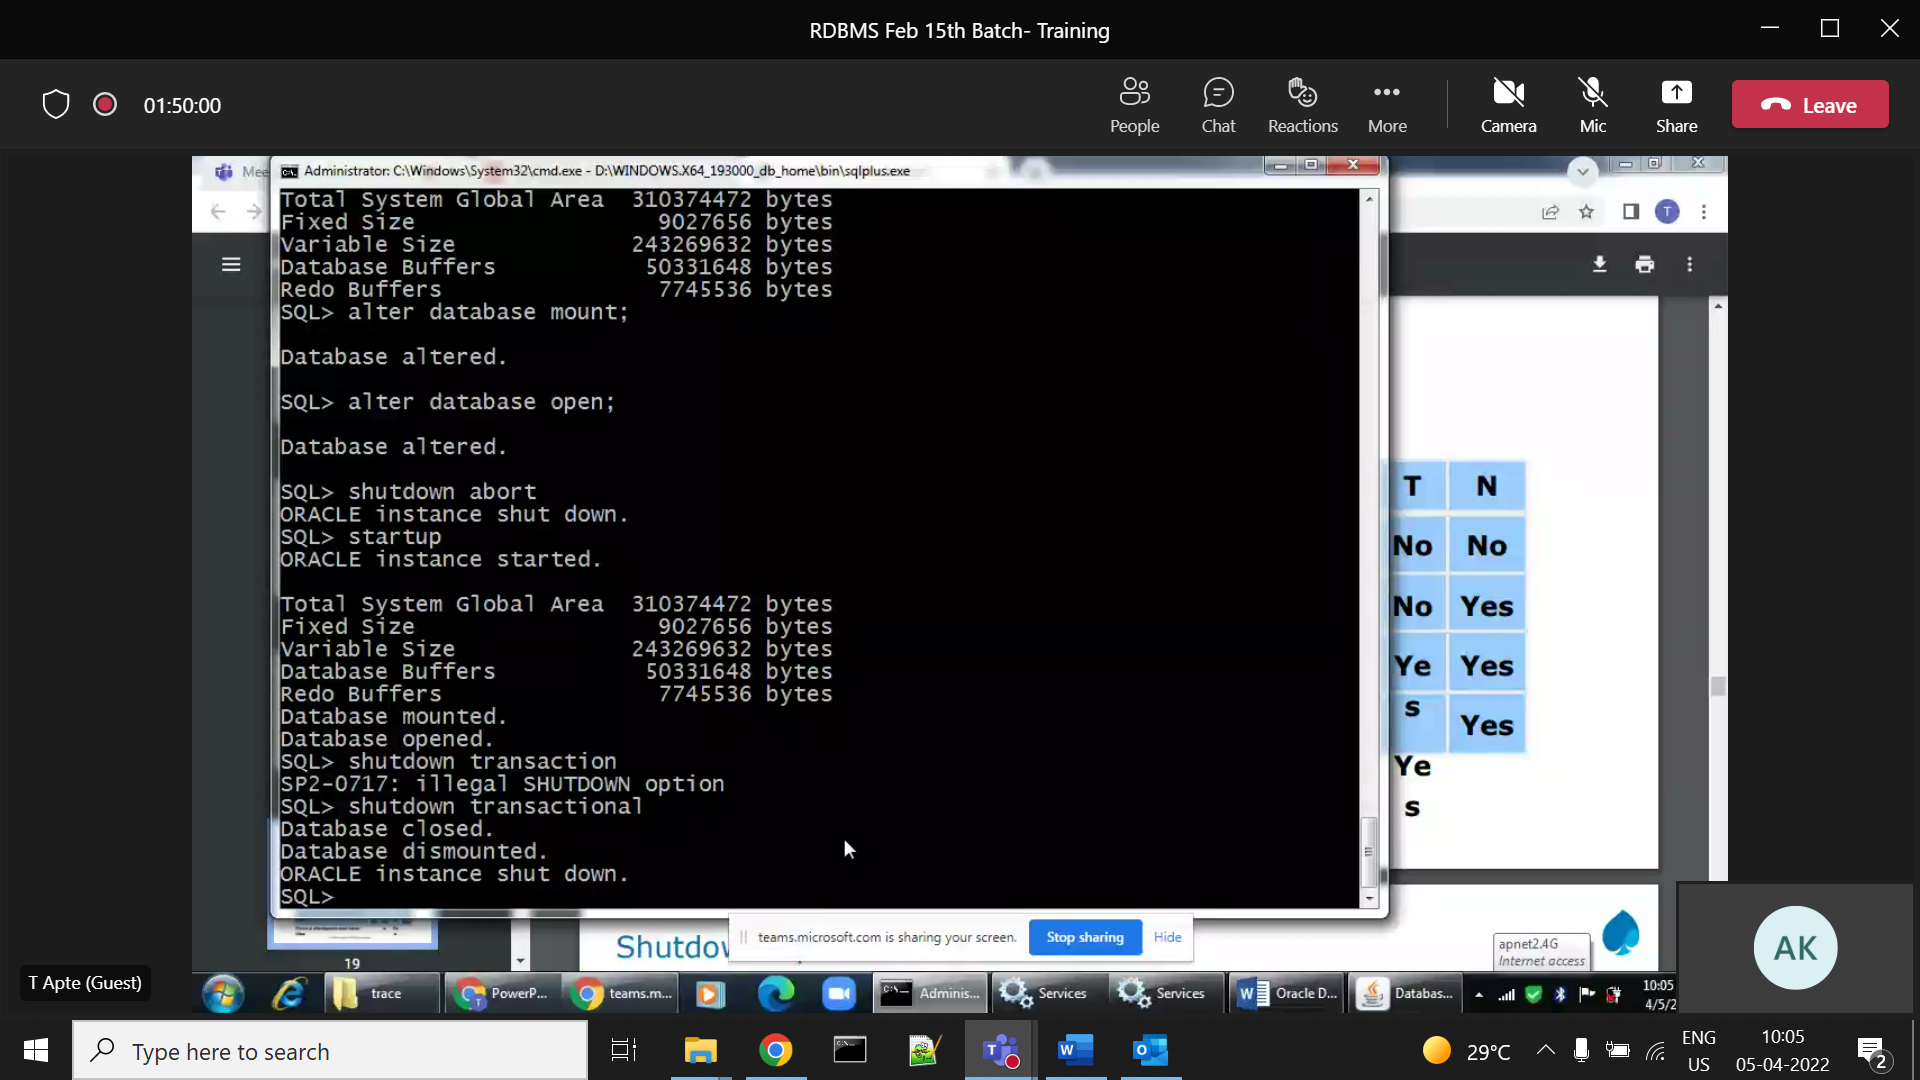 RDBMS Feb 15th Batch- Training
01:50:00
People
Chat
Reactions
More
Camera
Mic
Share
Leave
Administrator: C:\Windows\System32\cmd.exe - D:\WINDOWS.X64_193000_db_home\bin\sqlplus.exe
Total System Global Area  310374472 bytes
Fixed Size                  9027656 bytes
Variable Size             243269632 bytes
Database Buffers           50331648 bytes
Redo Buffers                7745536 bytes
SQL> alter database mount;
Database altered.
SQL> alter database open;
Database altered.
SQL> shutdown abort
ORACLE instance shut down.
SQL> startup
ORACLE instance started.
Total System Global Area  310374472 bytes
Fixed Size                  9027656 bytes
Variable Size             243269632 bytes
Database Buffers           50331648 bytes
Redo Buffers                7745536 bytes
Database mounted.
Database opened.
SQL> shutdown transaction
SP2-0717: illegal SHUTDOWN option
SQL> shutdown transactional
Database closed.
Database dismounted.
ORACLE instance shut down.
SQL>
T
T N
No No
No Yes
Ye Yes
s
Yes
Ye
s
Shutdow
teams.microsoft.com is sharing your screen.
Stop sharing
Hide
19
apnet2.4G
Internet access
AK
T Apte (Guest)
trace
PowerP...
teams.m...
Adminis...
Services
Services
Oracle D...
Databas...
10:05
4/5/2
Type here to search
29°C
ENG
US
10:05
05-04-2022
2